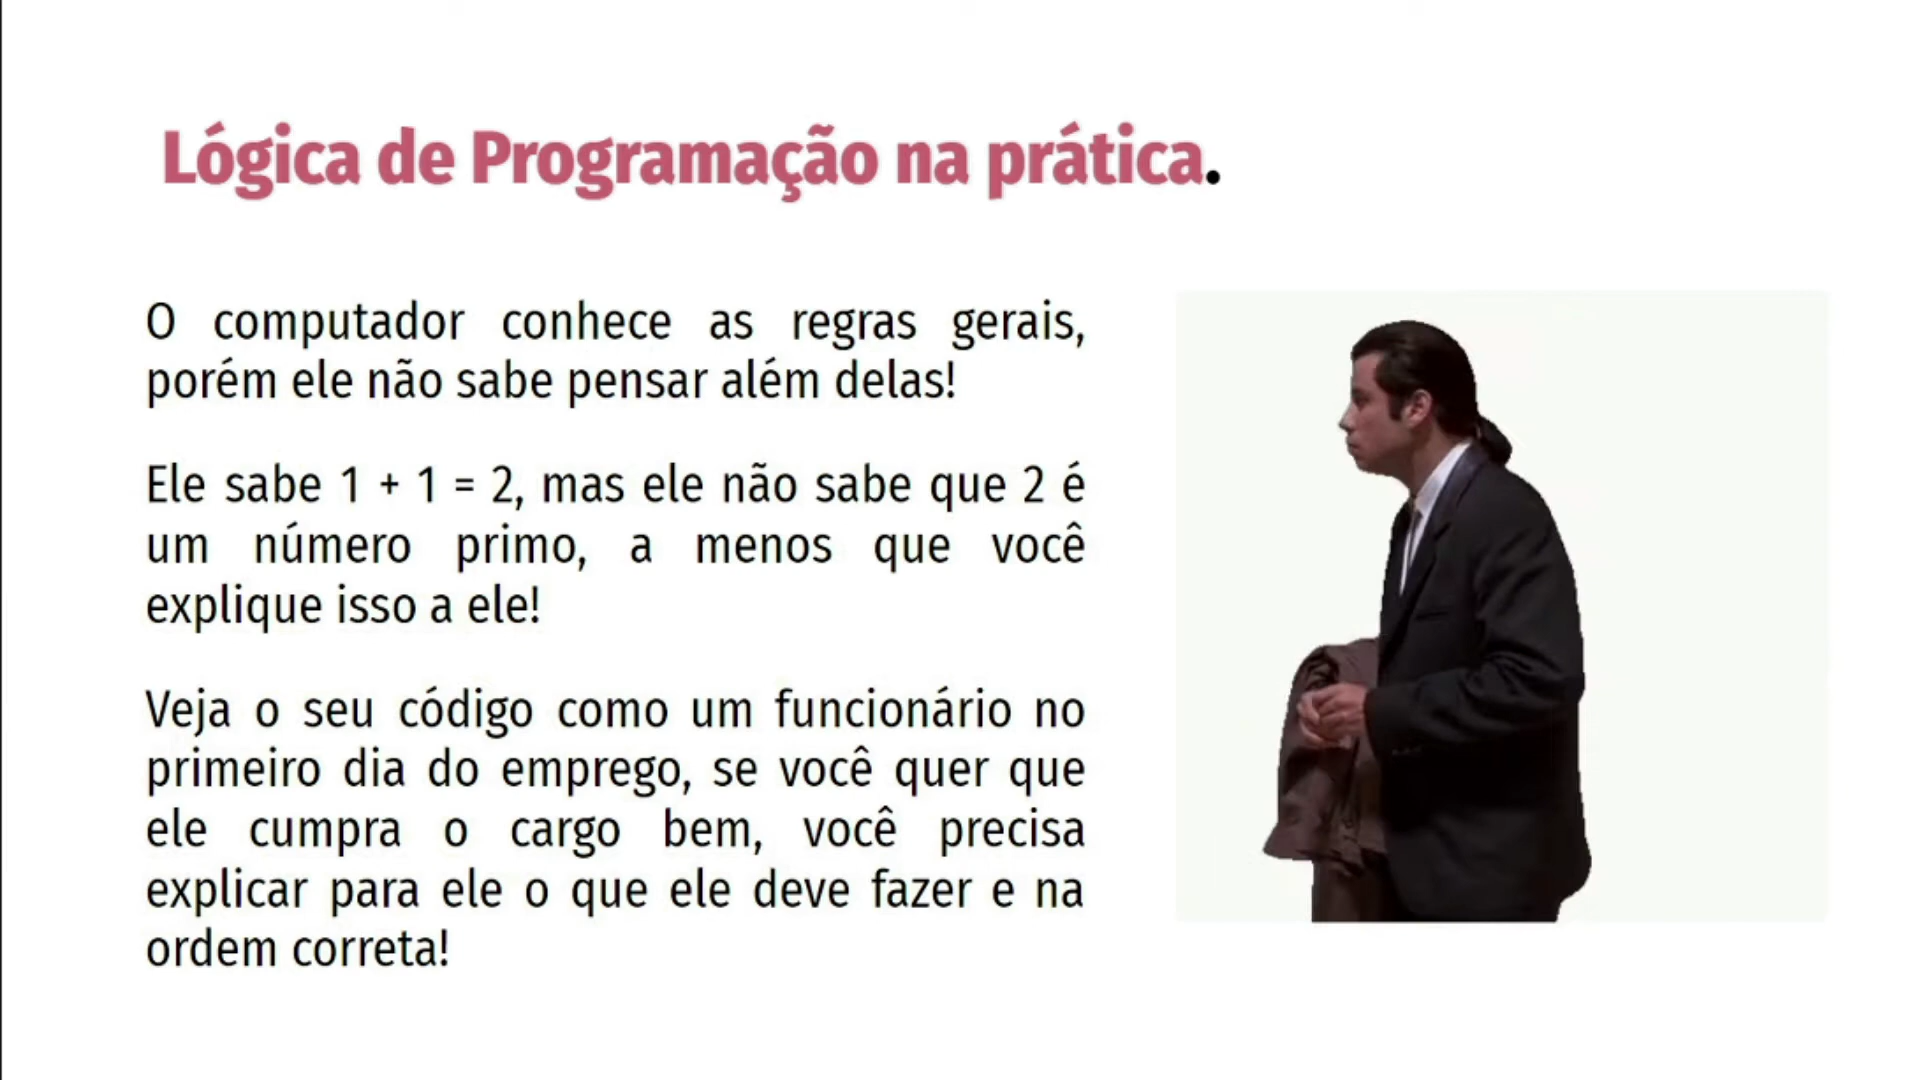 Lógica de Programação na prática.
O computador conhece as regras gerais,
porém ele não sabe pensar além delas!
Ele sabe 1 + 1 = 2, mas ele não sabe que 2 é
um número primo, a menos que você
explique isso a ele!
Veja o seu código como um funcionário no
primeiro dia do emprego, se você quer que
ele cumpra o cargo bem, você precisa
explicar para ele o que ele deve fazer e na
ordem correta!